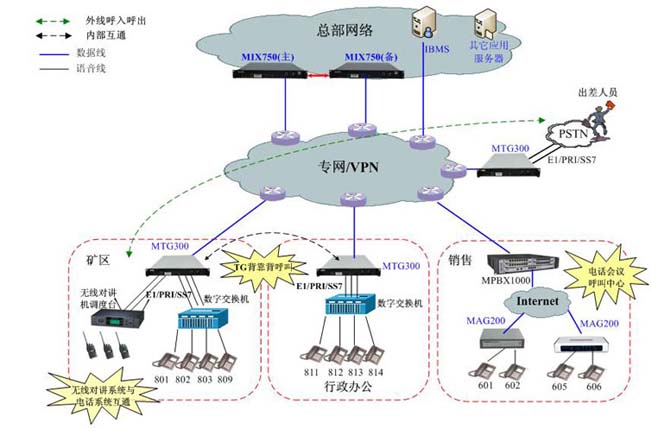 外线呼入呼出
内部互通
数据线
语音线
总部网络
MIX750(主)
MIX750(备)
IBMS
其它应用
服务器
出差人员
PSTN
MTG300
E1/PRI/SS7
专网/VPN
矿区
MTG300
TG背靠背呼叫
无线对讲
机调度台
E1/PRI/SS7
数字交换机
801
802
803
809
无线对讲系统与
电话系统互通
MTG300
E1/PRI/SS7
数字交换机
811
812
813
814
行政办公
销售
MPBX1000
电话会议
呼叫中心
Internet
MAG200
MAG200
601
602
605
606